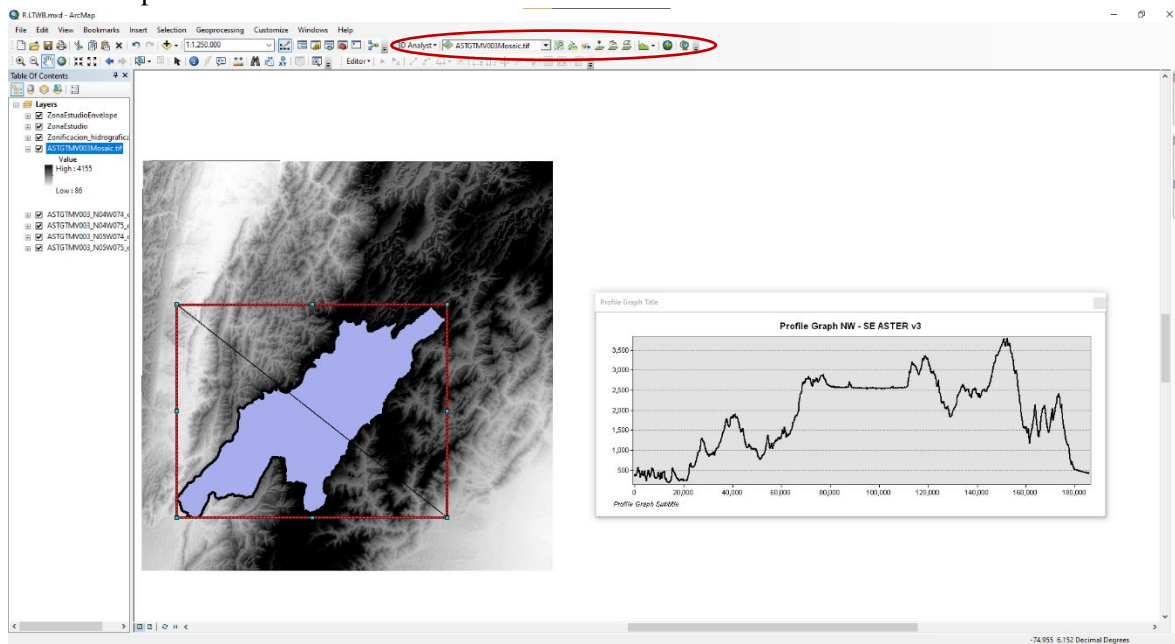 R.LTWB.mxd - ArcMap
File Edit View Bookmarks Insert Selection Geoprocessing Customize Windows Help
1:1,250,000
3D Analyst ASTGTMV003Mosaic.tif
Editor
Table Of Contents
Layers
ZonaEstudioEnvelope
ZonaEstudio
Zonificacion_hidrografica
ASTGTMV003Mosaic.tif
Value
High : 4155
Low : 86
ASTGTMV003_N04W074_
ASTGTMV003_N04W075_
ASTGTMV003_N05W074_
ASTGTMV003_N05W075_
Profile Graph Title
Profile Graph NW - SE ASTER v3
3,500
3,000
2,500
2,000
1,500
1,000
500
0 20,000 40,000 60,000 80,000 100,000 120,000 140,000 160,000 180,000
Profile Graph Subtitle
-74.955 6.152 Decimal Degrees